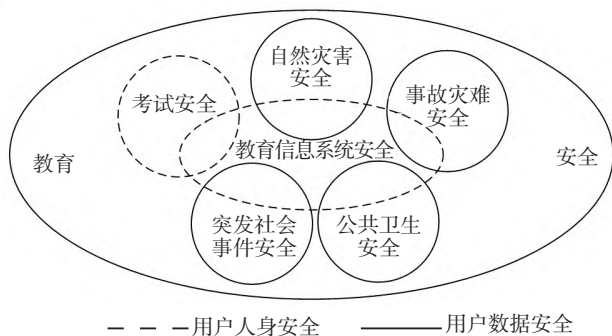 自然灾害
安全
考试安全
事故灾难
安全
教育信息系统安全
教育
安全
突发社会
事件安全
公共卫生
安全
用户人身安全
用户数据安全